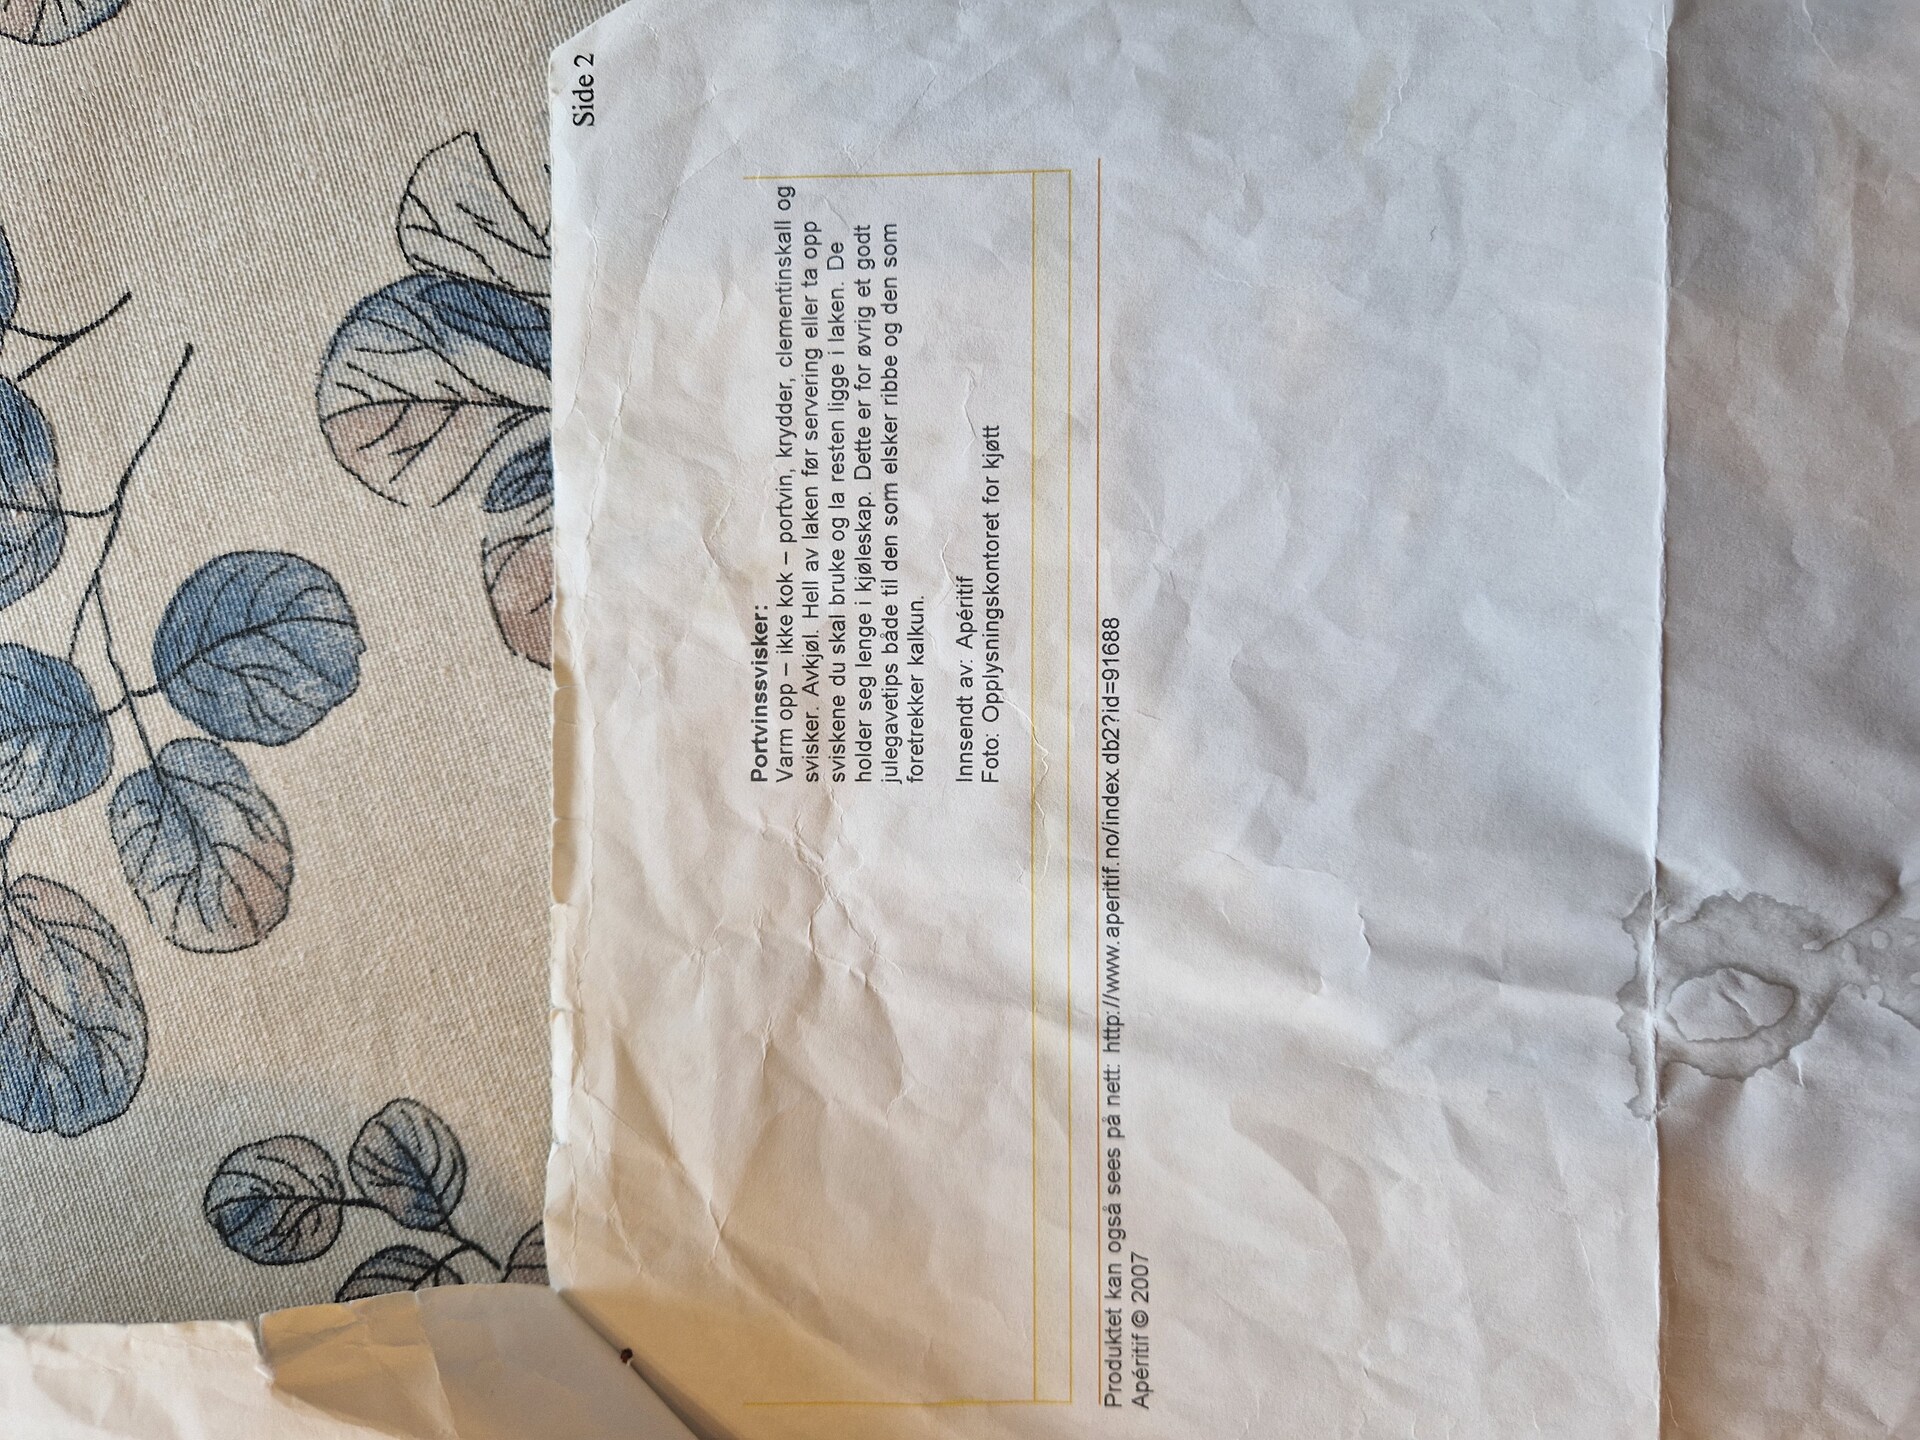 Side 2
Portvinssvisker:
Varm opp – ikke kok – portvin, krydder, clementinskall og
svisker. Avkjøl. Hell av laken før servering eller ta opp
sviskene du skal bruke og la resten ligge i laken. De
holder seg lenge i kjøleskap. Dette er for øvrig et godt
julegavetips både til den som elsker ribbe og den som
foretrekker kalkun.
Innsendt av: Apéritif
Foto: Opplysningskontoret for kjøtt
Produktet kan også sees på nett: http://www.aperitif.no/index.db2?id=91688
Apéritif © 2007